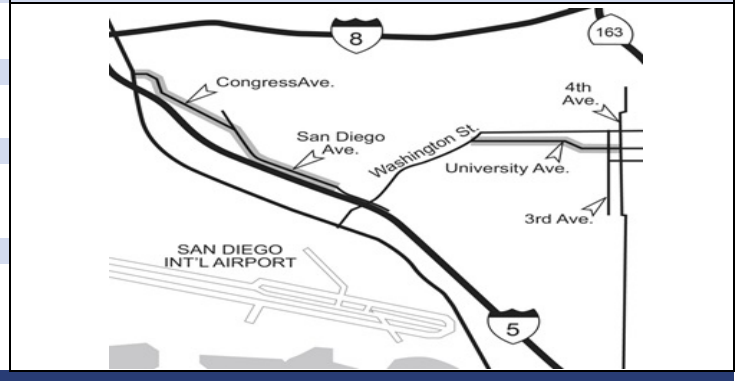 8
163
CongressAve.
4th
Ave.
San Diego
Ave.
Washington St.
University Ave.
3rd Ave.
SAN DIEGO
INT'L AIRPORT
5